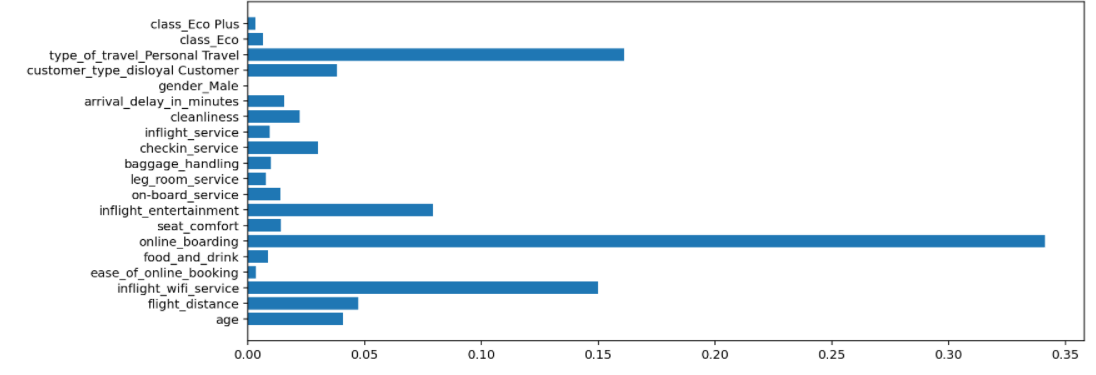 class_Eco Plus
class_Eco
type_of_travel_Personal Travel
customer_type_disloyal Customer
gender_Male
arrival_delay_in_minutes
cleanliness
inflight_service
checkin_service
baggage_handling
leg_room_service
on-board_service
inflight_entertainment
seat_comfort
online_boarding
food_and_drink
ease_of_online_booking
inflight_wifi_service
flight_distance
age
0.00 0.05 0.10 0.15 0.20 0.25 0.30 0.35